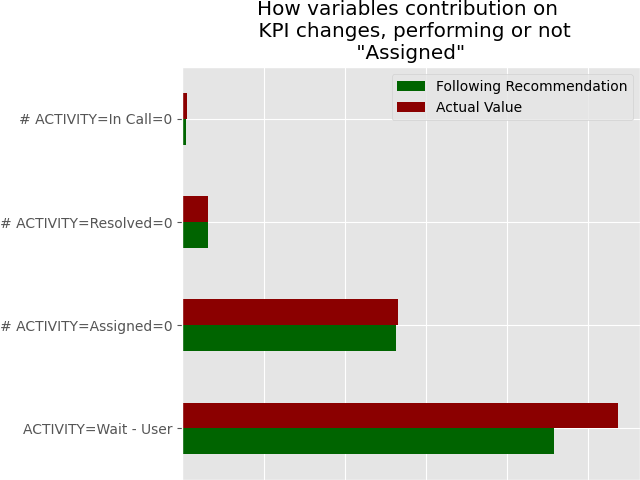 How variables contribution on
KPI changes, performing or not
"Assigned"
Following Recommendation
Actual Value
# ACTIVITY=In Call=0
# ACTIVITY=Resolved=0
# ACTIVITY=Assigned=0
ACTIVITY=Wait - User